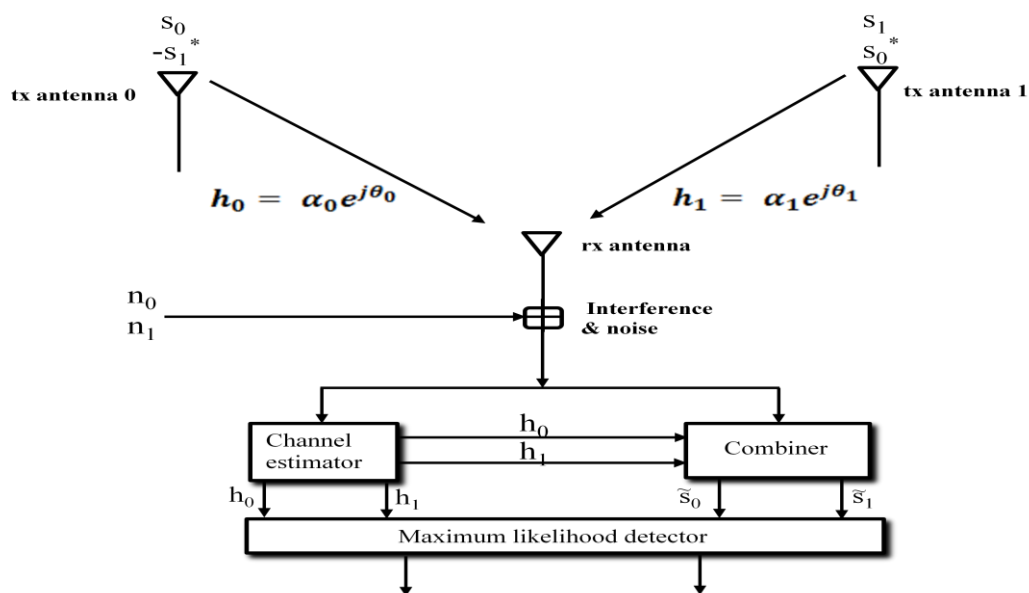 s₀
-s₁*
tx antenna 0
s₁
s₀*
tx antenna 1
h₀ = α₀e^{jθ₀}
h₁ = α₁e^{jθ₁}
rx antenna
n₀
n₁
Interference
& noise
Channel
estimator
h₀
h₁
Combiner
h₀
h₁
s̃₀
s̃₁
Maximum likelihood detector